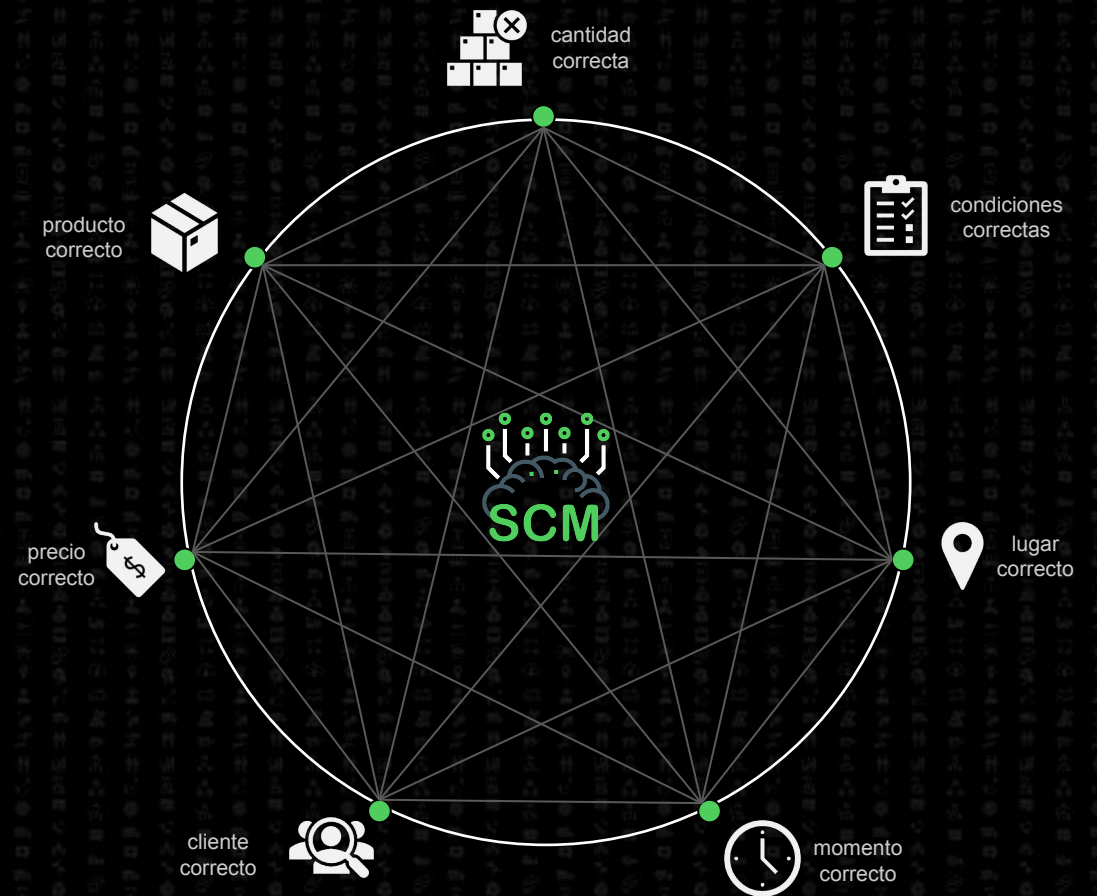 cantidad
correcta
producto
correcto
condiciones
correctas
SCM
precio
correcto
lugar
correcto
cliente
correcto
momento
correcto